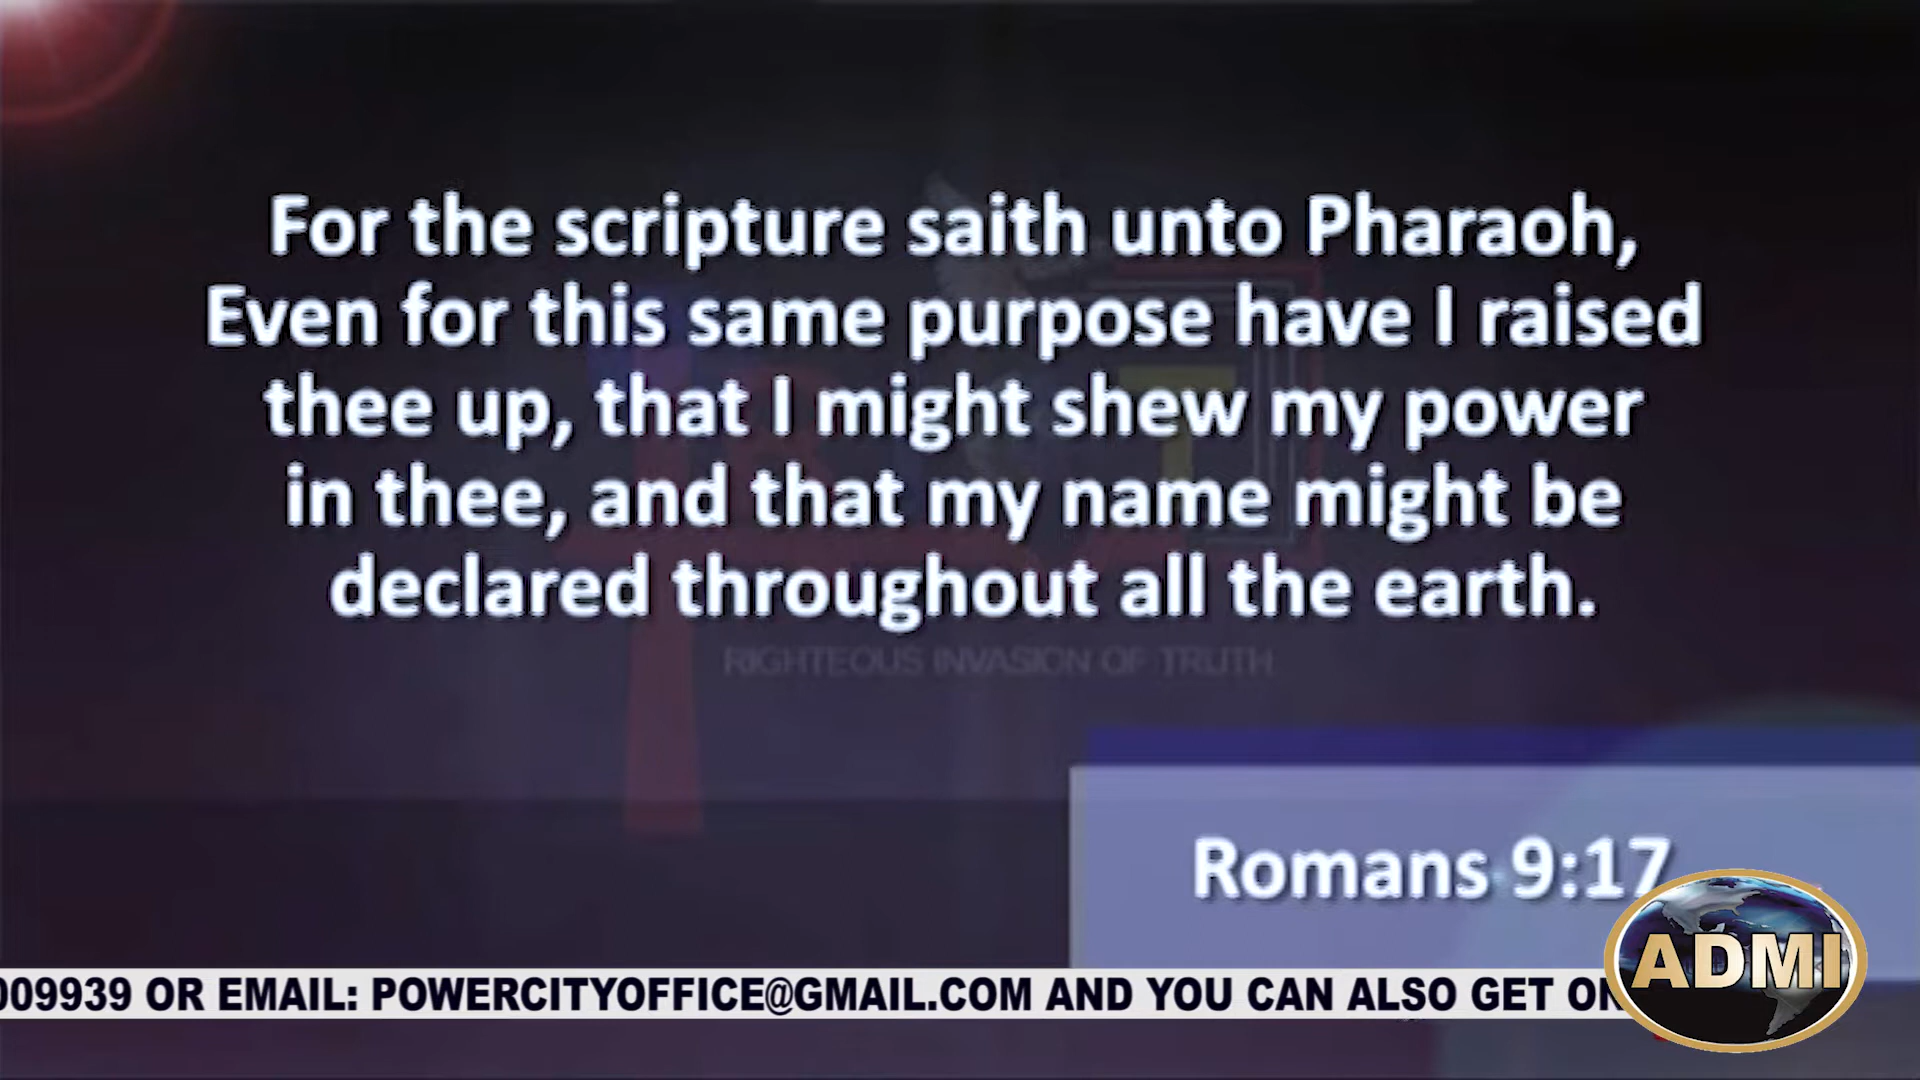 For the scripture saith unto Pharaoh,
Even for this same purpose have I raised
thee up, that I might shew my power
in thee, and that my name might be
declared throughout all the earth.
RIGHTEOUS INVASION OF TRUTH
Romans 9:17
ADMI
009939 OR EMAIL: POWERCITYOFFICE@GMAIL.COM AND YOU CAN ALSO GET ON